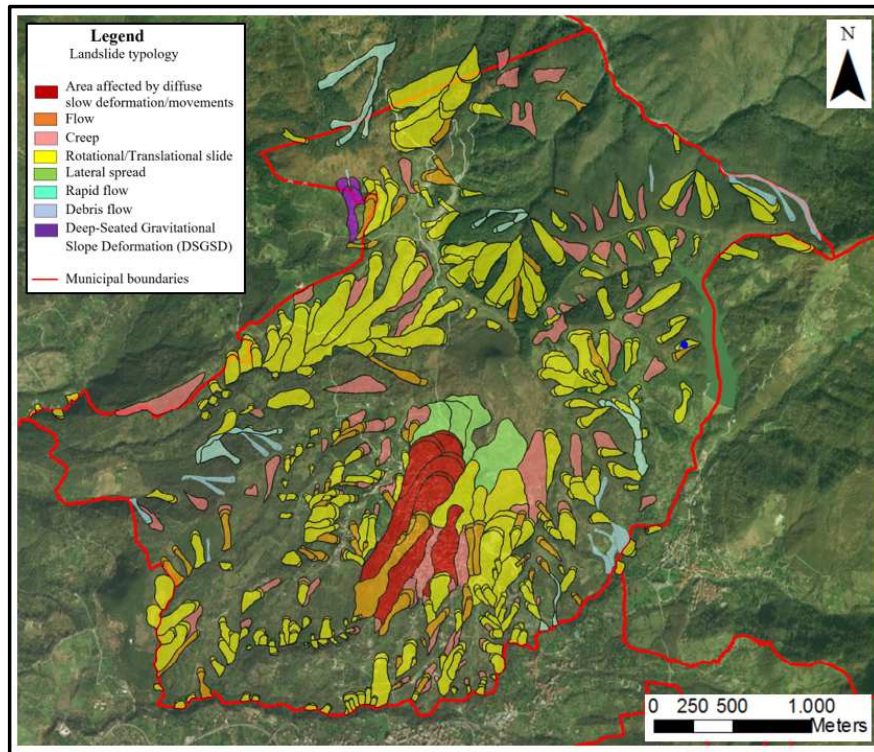 Legend
Landslide typology
Area affected by diffuse
slow deformation/movements
Flow
Creep
Rotational/Translational slide
Lateral spread
Rapid flow
Debris flow
Deep-Seated Gravitational
Slope Deformation (DSGSD)
Municipal boundaries
N
0 250 500 1.000
Meters